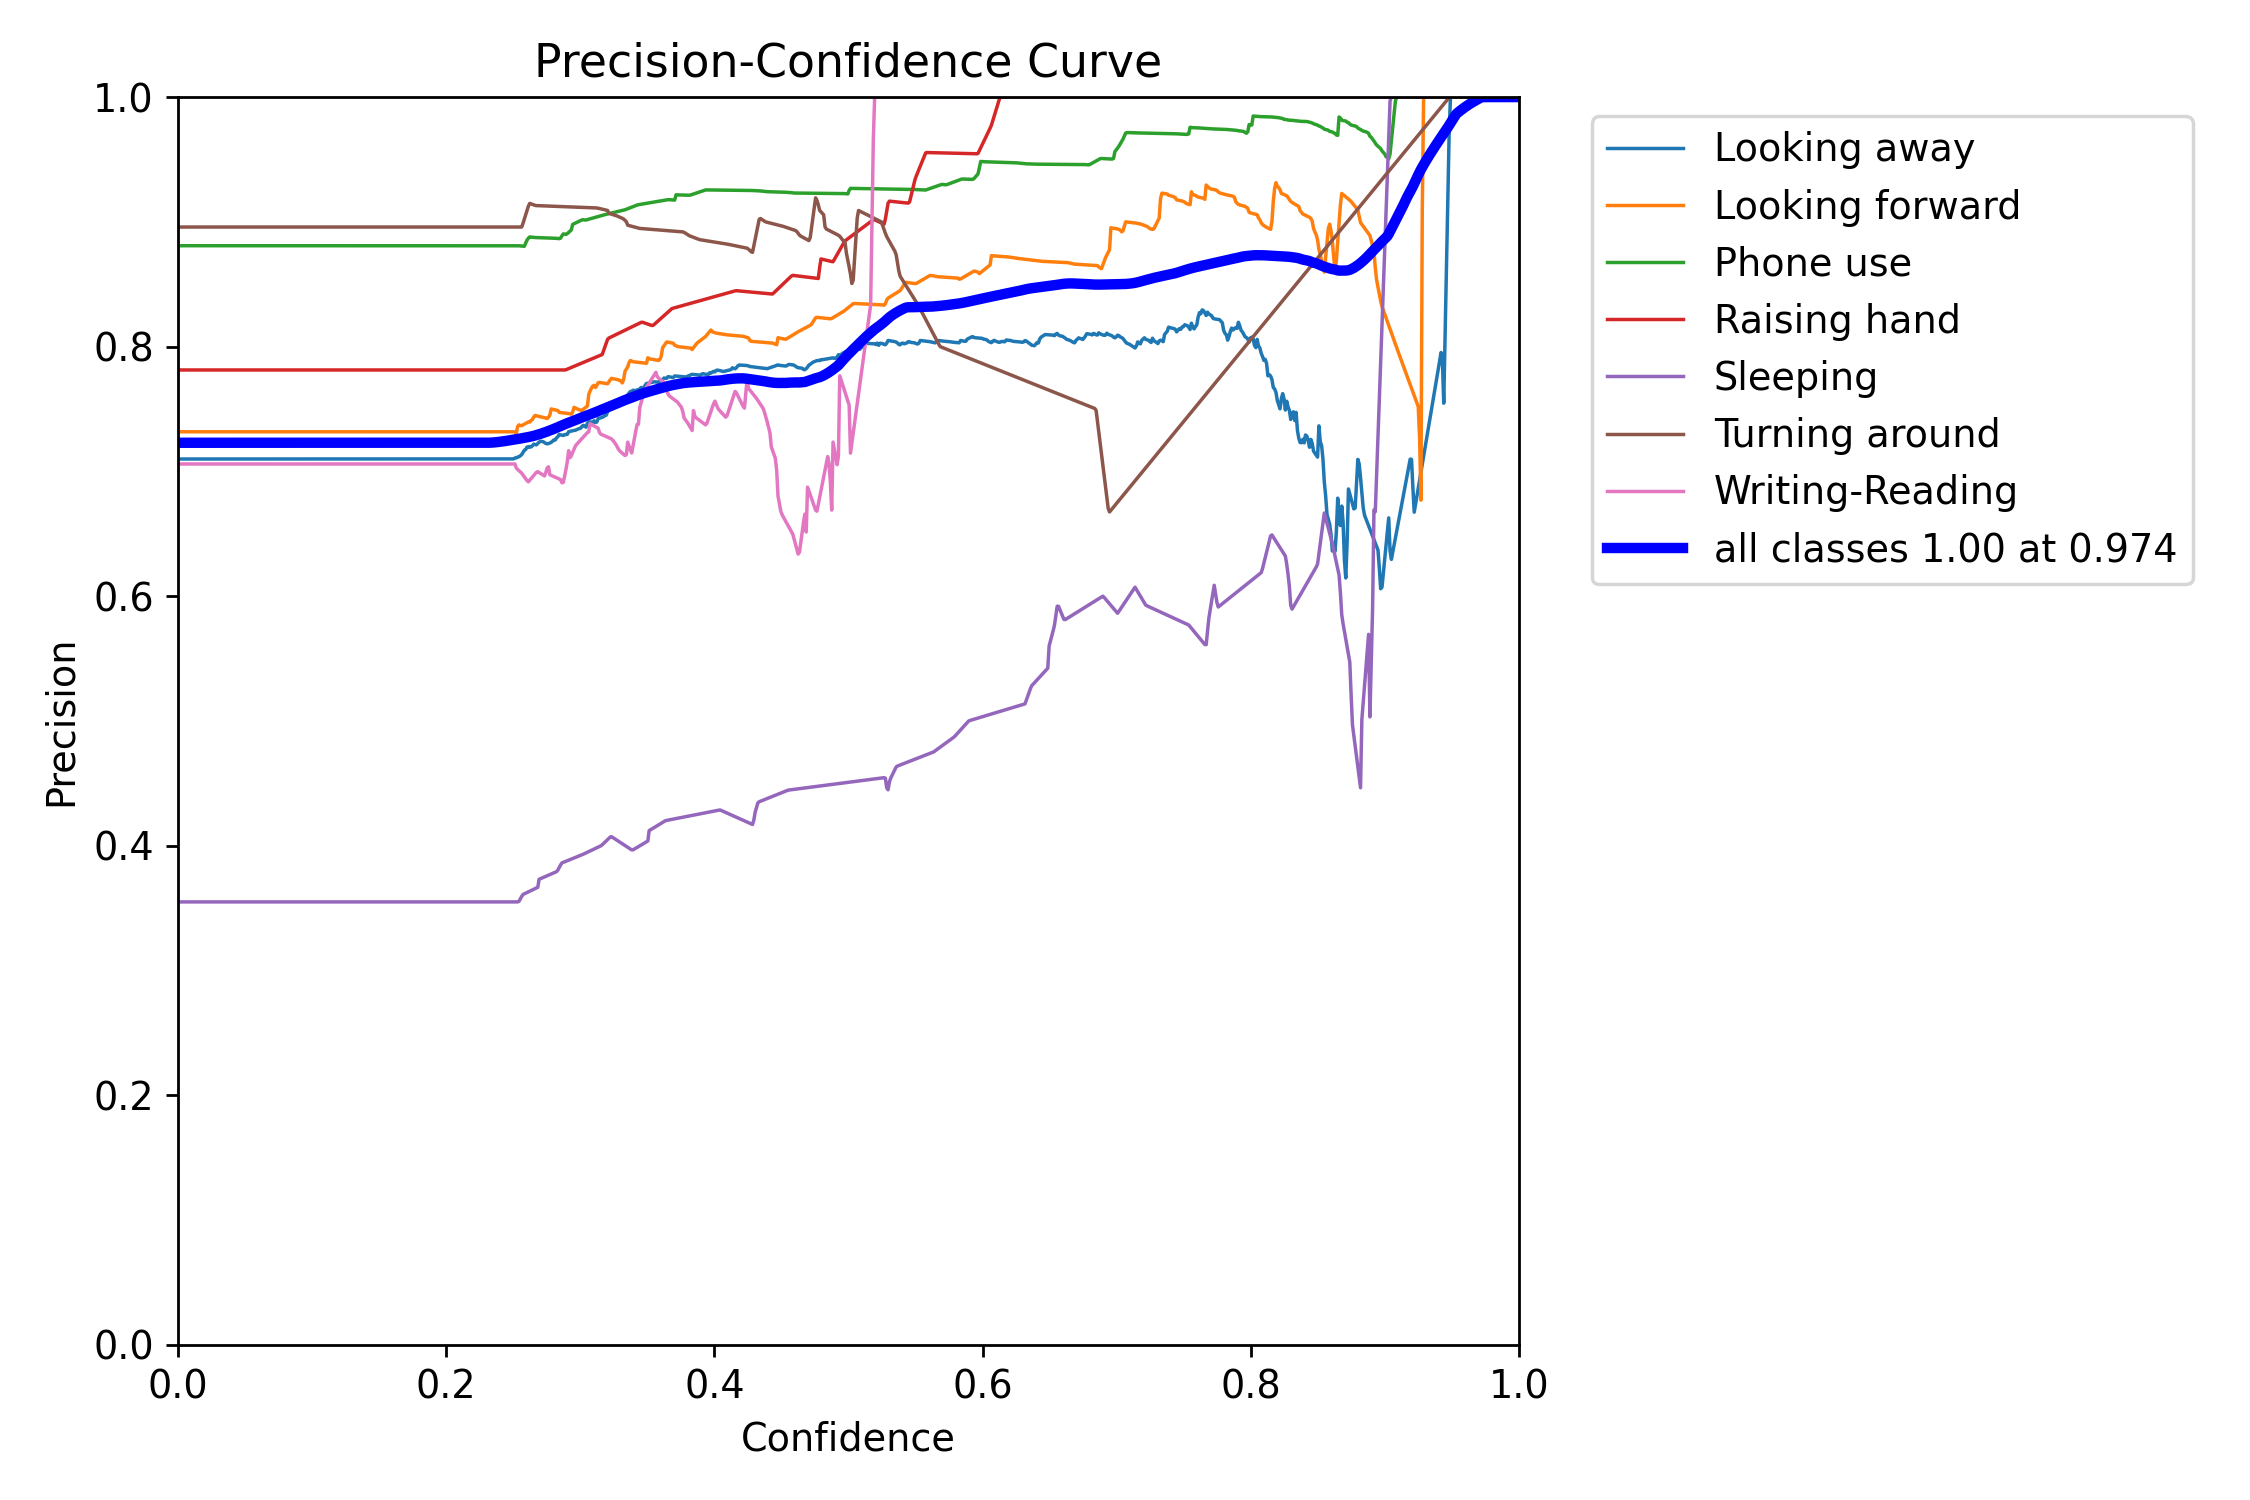 Precision-Confidence Curve
1.0
0.8
0.6
0.4
0.2
0.0
Precision
0.0 0.2 0.4 0.6 0.8 1.0
Confidence
Looking away
Looking forward
Phone use
Raising hand
Sleeping
Turning around
Writing-Reading
all classes 1.00 at 0.974